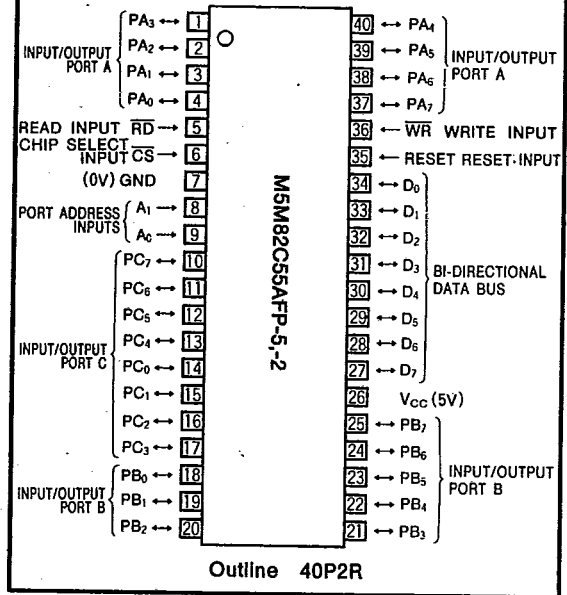 PA₃ ↔ 1
PA₂ ↔ 2
PA₁ ↔ 3
PA₀ ↔ 4
INPUT/OUTPUT
PORT A
READ INPUT R̅D̅ → 5
CHIP SELECT
INPUT C̅S̅ → 6
(0V) GND 7
PORT ADDRESS
INPUTS
A₁ → 8
A₀ → 9
PC₇ ↔ 10
PC₆ ↔ 11
PC₅ ↔ 12
PC₄ ↔ 13
PC₀ ↔ 14
PC₁ ↔ 15
PC₂ ↔ 16
PC₃ ↔ 17
INPUT/OUTPUT
PORT C
PB₀ ↔ 18
PB₁ ↔ 19
PB₂ ↔ 20
INPUT/OUTPUT
PORT B
M5M82C55AFP-5,-2
40 ↔ PA₄
39 ↔ PA₅
38 ↔ PA₆
37 ↔ PA₇
INPUT/OUTPUT
PORT A
36 ← W̅R̅ WRITE INPUT
35 ← RESET RESET INPUT
34 ↔ D₀
33 ↔ D₁
32 ↔ D₂
31 ↔ D₃
30 ↔ D₄
29 ↔ D₅
28 ↔ D₆
27 ↔ D₇
BI-DIRECTIONAL
DATA BUS
26 VCC (5V)
25 ↔ PB₇
24 ↔ PB₆
23 ↔ PB₅
22 ↔ PB₄
21 ↔ PB₃
INPUT/OUTPUT
PORT B
Outline 40P2R